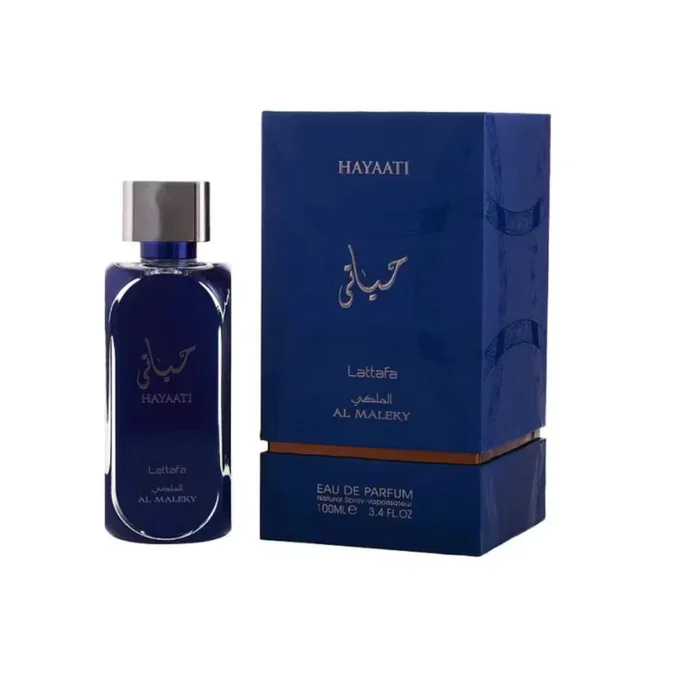 حياتي
HAYAATI
Lattafa
الملكي
AL MALEKY
HAYAATI
حياتي
Lattafa
الملكي
AL MALEKY
EAU DE PARFUM
Natural Spray-Vaporisateur
100ML℮ 3.4 FL.OZ